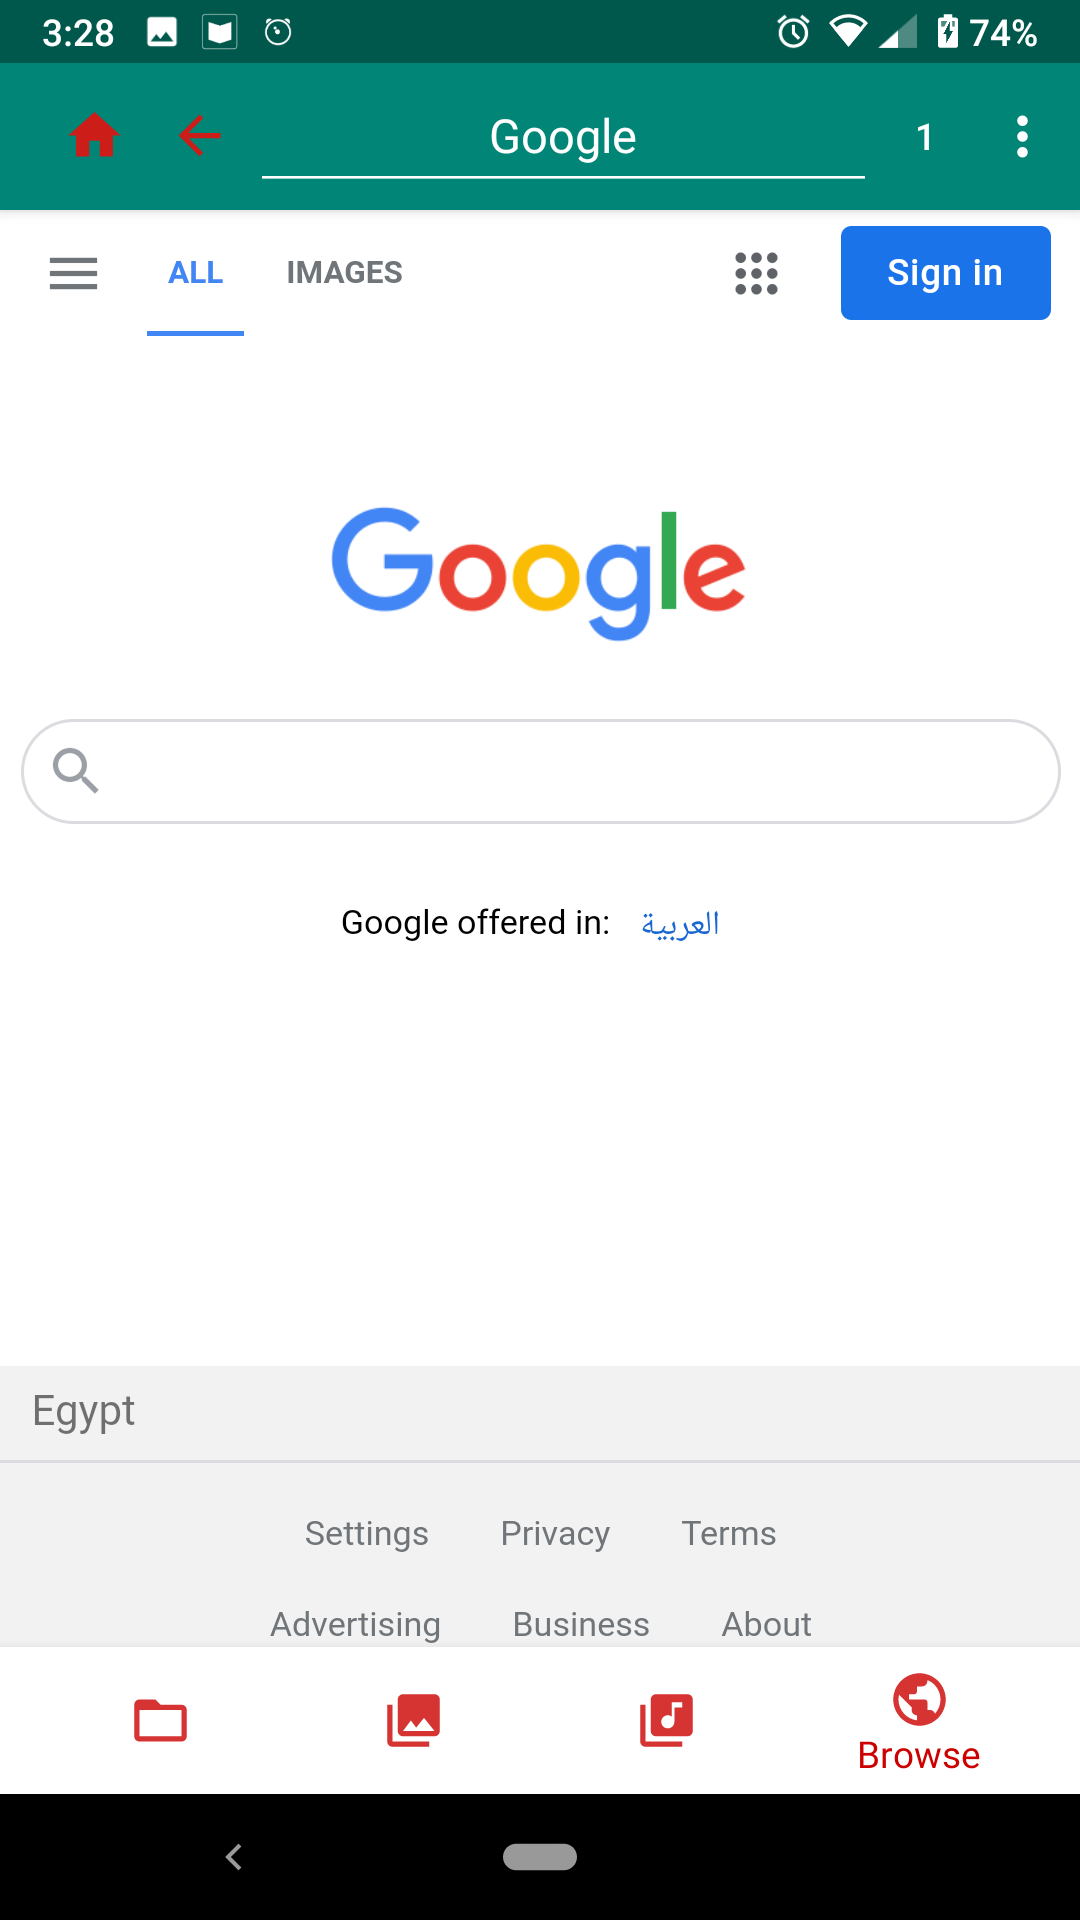 3:28 74%
Google 1
ALL IMAGES Sign in
Google
Google offered in: العربية
Egypt
Settings Privacy Terms
Advertising Business About
Browse